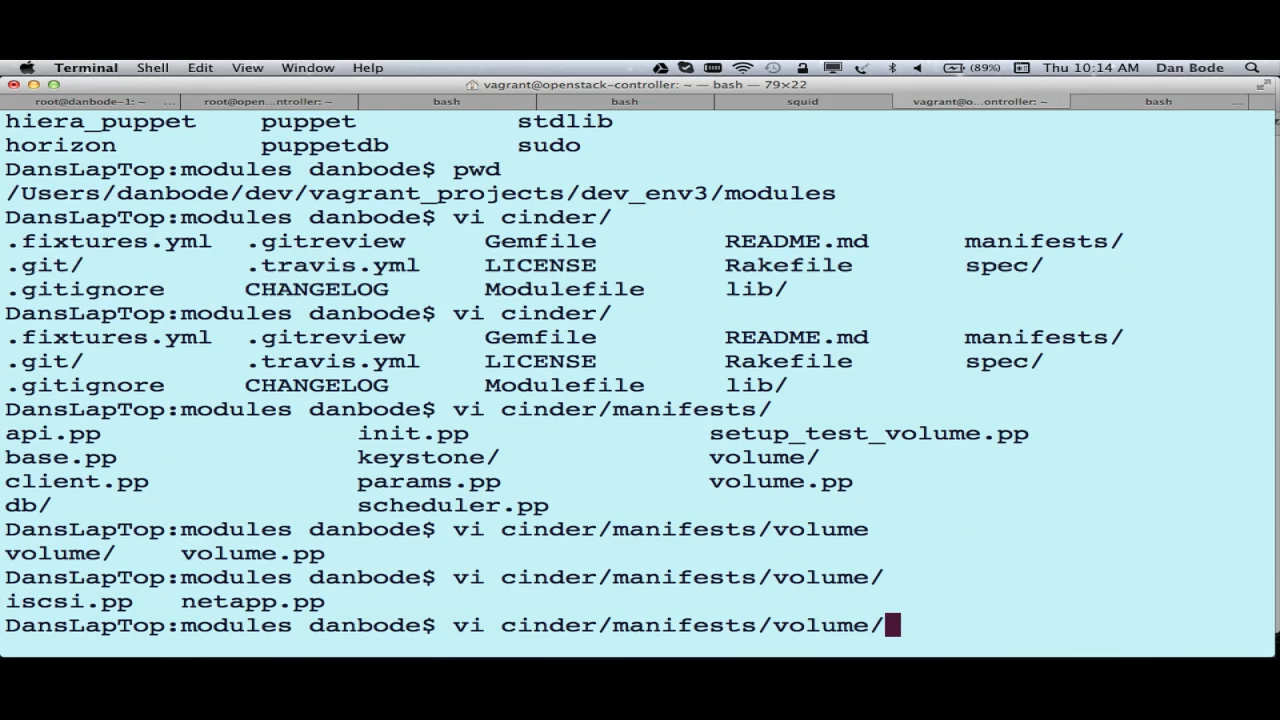 Terminal Shell Edit View Window Help (89%) Thu 10:14 AM Dan Bode
vagrant@openstack-controller: ~ — bash — 79×22
root@danbode-1: ~ ... root@open...ntroller: ~ bash bash squid vagrant@o...ontroller: ~ bash ...
hiera_puppet puppet stdlib
horizon puppetdb sudo
DansLapTop:modules danbode$ pwd
/Users/danbode/dev/vagrant_projects/dev_env3/modules
DansLapTop:modules danbode$ vi cinder/
.fixtures.yml .gitreview Gemfile README.md manifests/
.git/ .travis.yml LICENSE Rakefile spec/
.gitignore CHANGELOG Modulefile lib/
DansLapTop:modules danbode$ vi cinder/
.fixtures.yml .gitreview Gemfile README.md manifests/
.git/ .travis.yml LICENSE Rakefile spec/
.gitignore CHANGELOG Modulefile lib/
DansLapTop:modules danbode$ vi cinder/manifests/
api.pp init.pp setup_test_volume.pp
base.pp keystone/ volume/
client.pp params.pp volume.pp
db/ scheduler.pp
DansLapTop:modules danbode$ vi cinder/manifests/volume
volume/ volume.pp
DansLapTop:modules danbode$ vi cinder/manifests/volume/
iscsi.pp netapp.pp
DansLapTop:modules danbode$ vi cinder/manifests/volume/